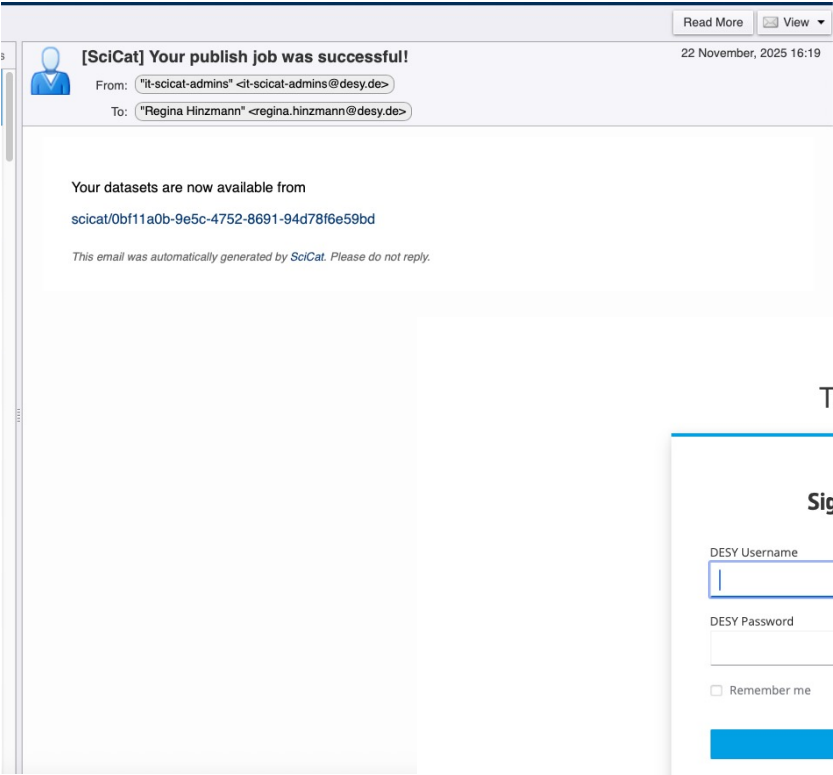 Read More
View
s
[SciCat] Your publish job was successful!
22 November, 2025 16:19
From: "it-scicat-admins" <it-scicat-admins@desy.de>
To: "Regina Hinzmann" <regina.hinzmann@desy.de>
Your datasets are now available from
scicat/0bf11a0b-9e5c-4752-8691-94d78f6e59bd
This email was automatically generated by SciCat. Please do not reply.
T
Sig
DESY Username
DESY Password
Remember me